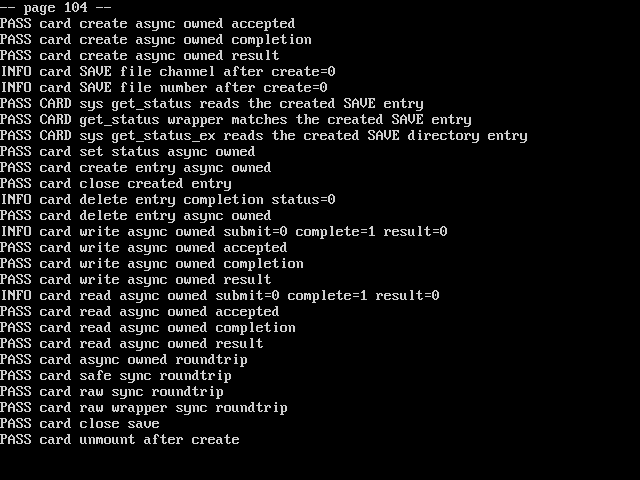 -- page 104 --
PASS card create async owned accepted
PASS card create async owned completion
PASS card create async owned result
INFO card SAVE file channel after create=0
INFO card SAVE file number after create=0
PASS CARD sys get_status reads the created SAVE entry
PASS CARD get_status wrapper matches the created SAVE entry
PASS CARD sys get_status_ex reads the created SAVE directory entry
PASS card set status async owned
PASS card create entry async owned
PASS card close created entry
INFO card delete entry completion status=0
PASS card delete entry async owned
INFO card write async owned submit=0 complete=1 result=0
PASS card write async owned accepted
PASS card write async owned completion
PASS card write async owned result
INFO card read async owned submit=0 complete=1 result=0
PASS card read async owned accepted
PASS card read async owned completion
PASS card read async owned result
PASS card async owned roundtrip
PASS card safe sync roundtrip
PASS card raw sync roundtrip
PASS card raw wrapper sync roundtrip
PASS card close save
PASS card unmount after create